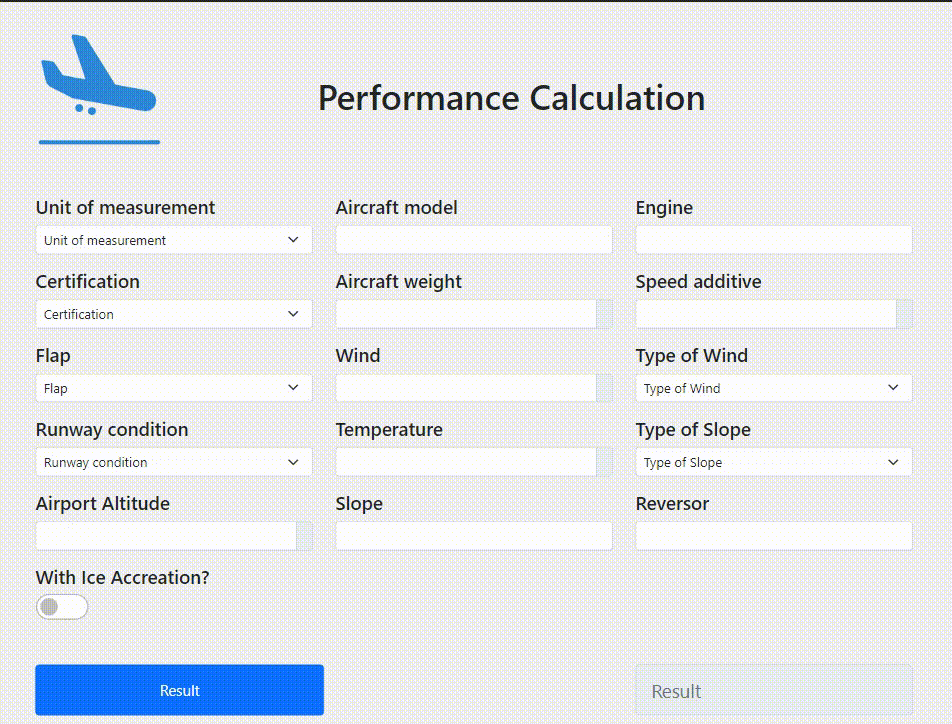 Performance Calculation
Unit of measurement Aircraft model Engine
Unit of measurement
Certification Aircraft weight Speed additive
Certification
Flap Wind Type of Wind
Flap Type of Wind
Runway condition Temperature Type of Slope
Runway condition Type of Slope
Airport Altitude Slope Reversor
With Ice Accreation?
Result Result